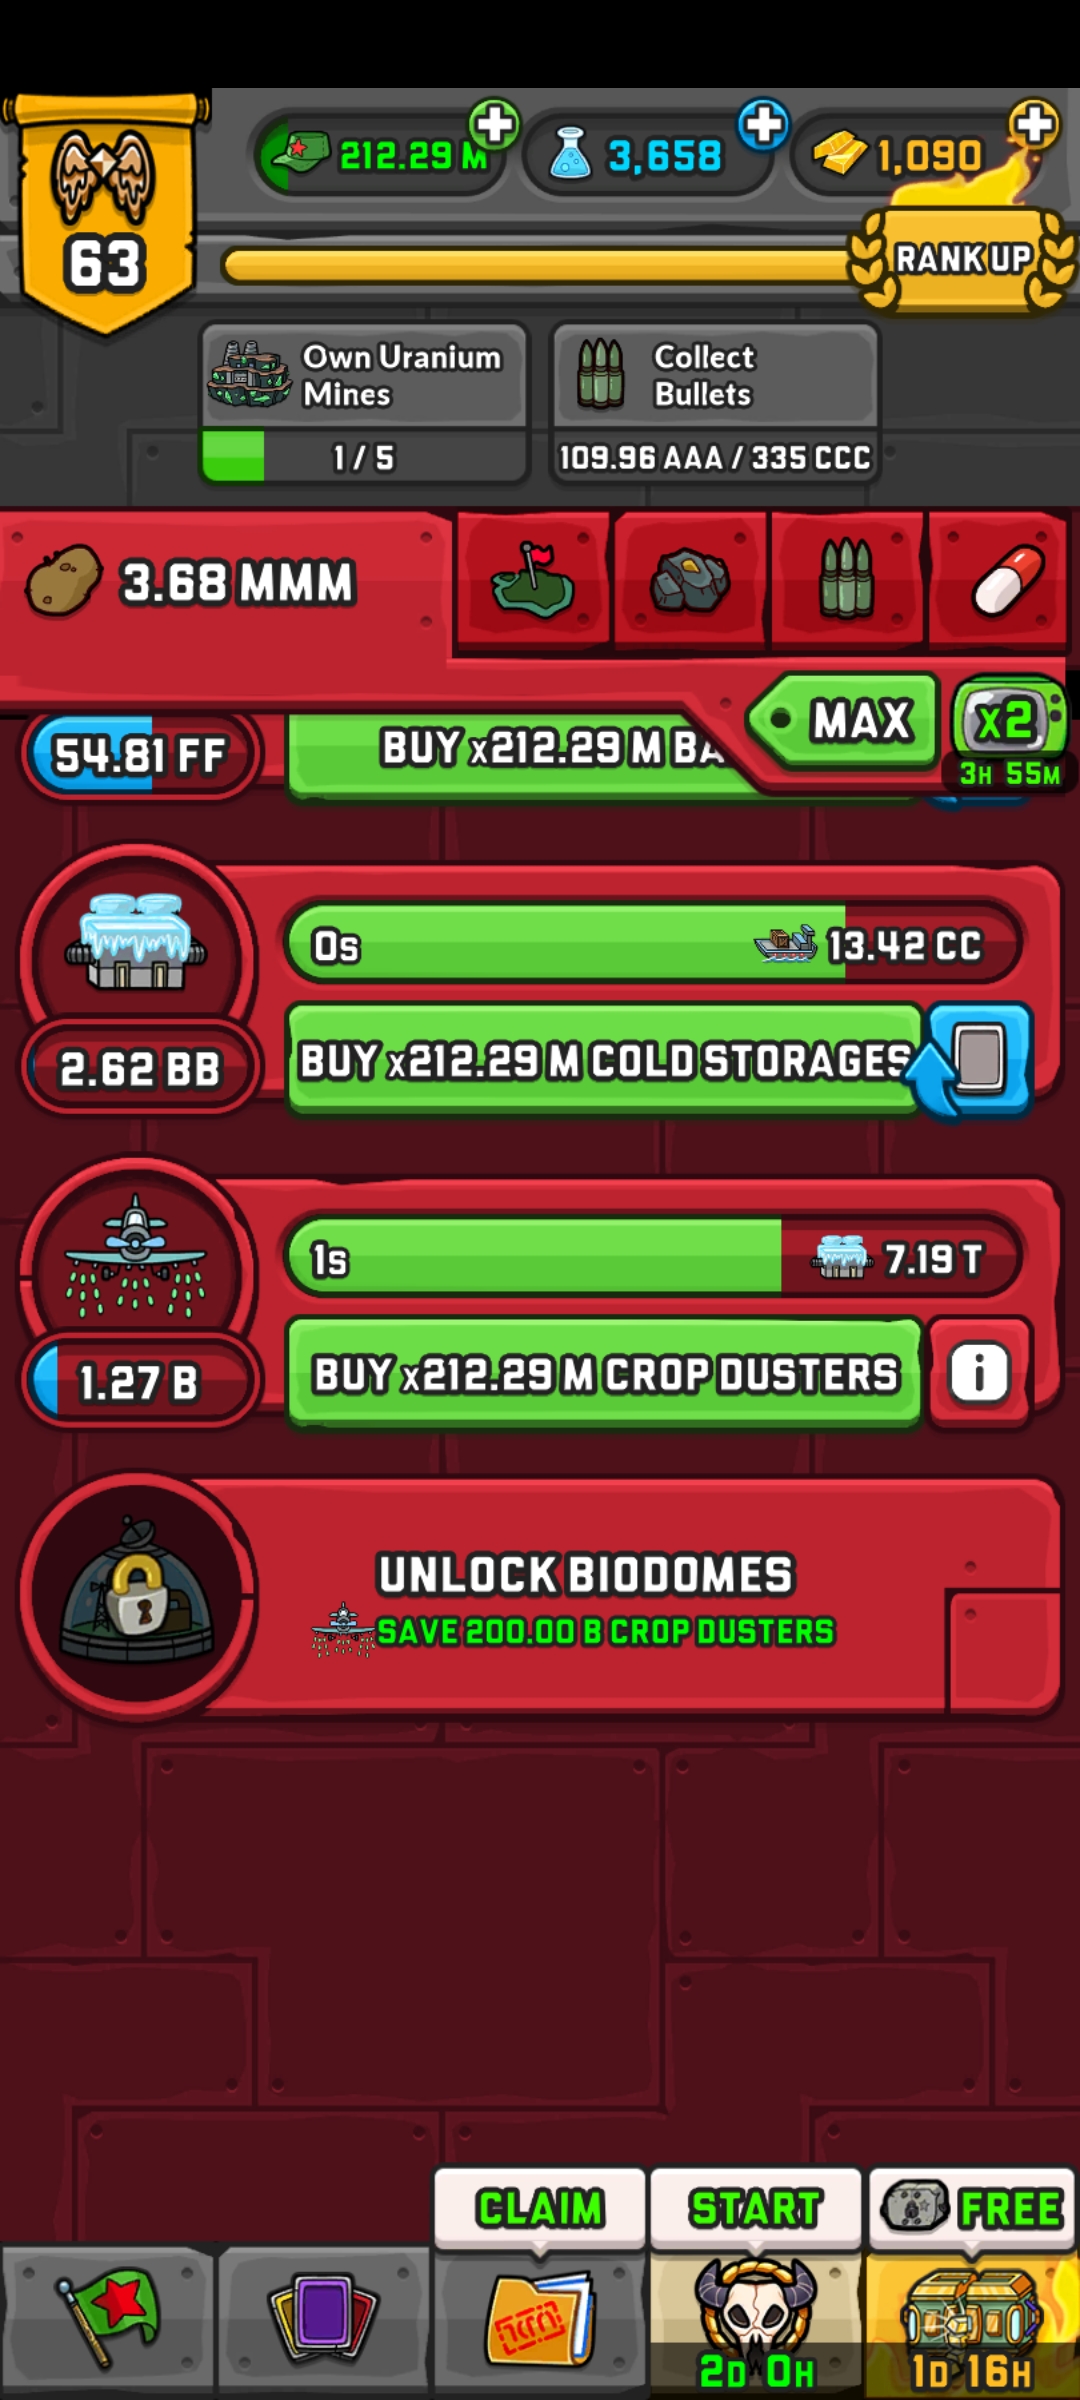 212.29 M
3,658
1,090
63
RANK UP
Own Uranium
Mines
1 / 5
Collect
Bullets
109.96 AAA / 335 CCC
3.68 MMM
MAX
x2
3H 55M
54.81 FF
BUY x212.29 M BA
0s
13.42 CC
2.62 BB
BUY x212.29 M COLD STORAGES
1s
7.19 T
1.27 B
BUY x212.29 M CROP DUSTERS
i
UNLOCK BIODOMES
SAVE 200.00 B CROP DUSTERS
CLAIM
START
FREE
2D 0H
1D 16H